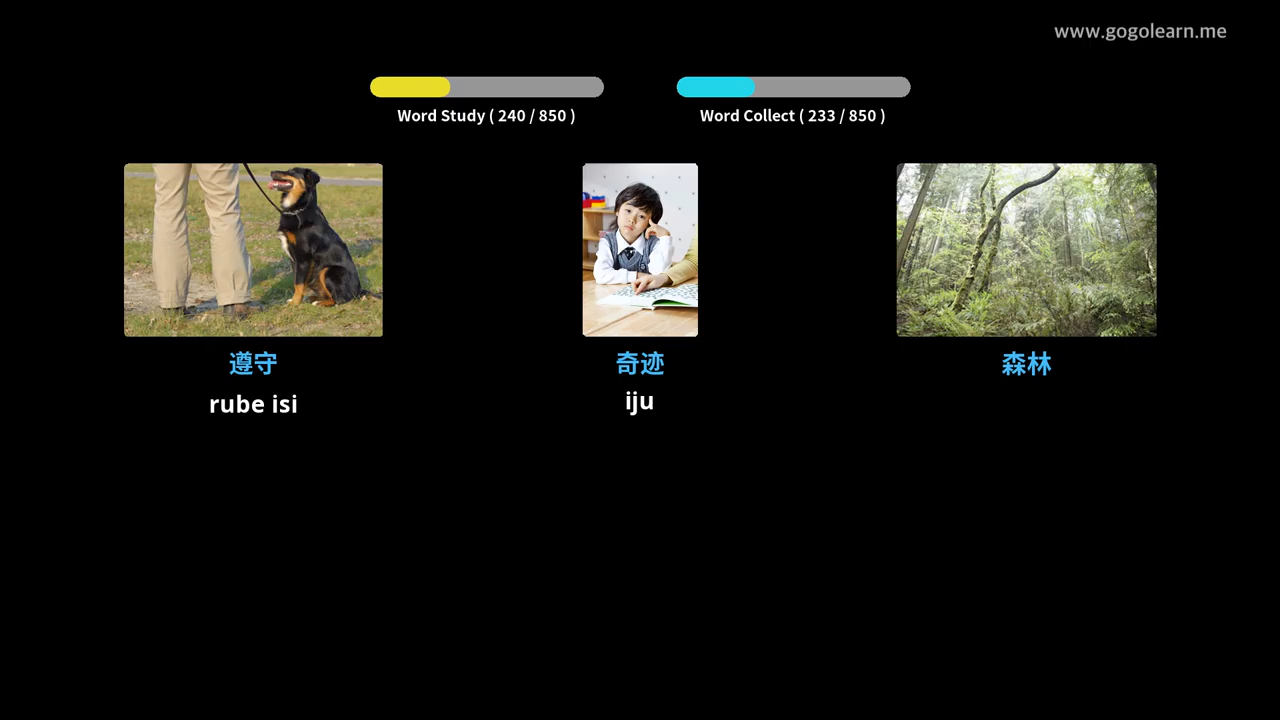 www.gogolearn.me
Word Study ( 240 / 850 )
Word Collect ( 233 / 850 )
遵守
奇迹
森林
rube isi
iju